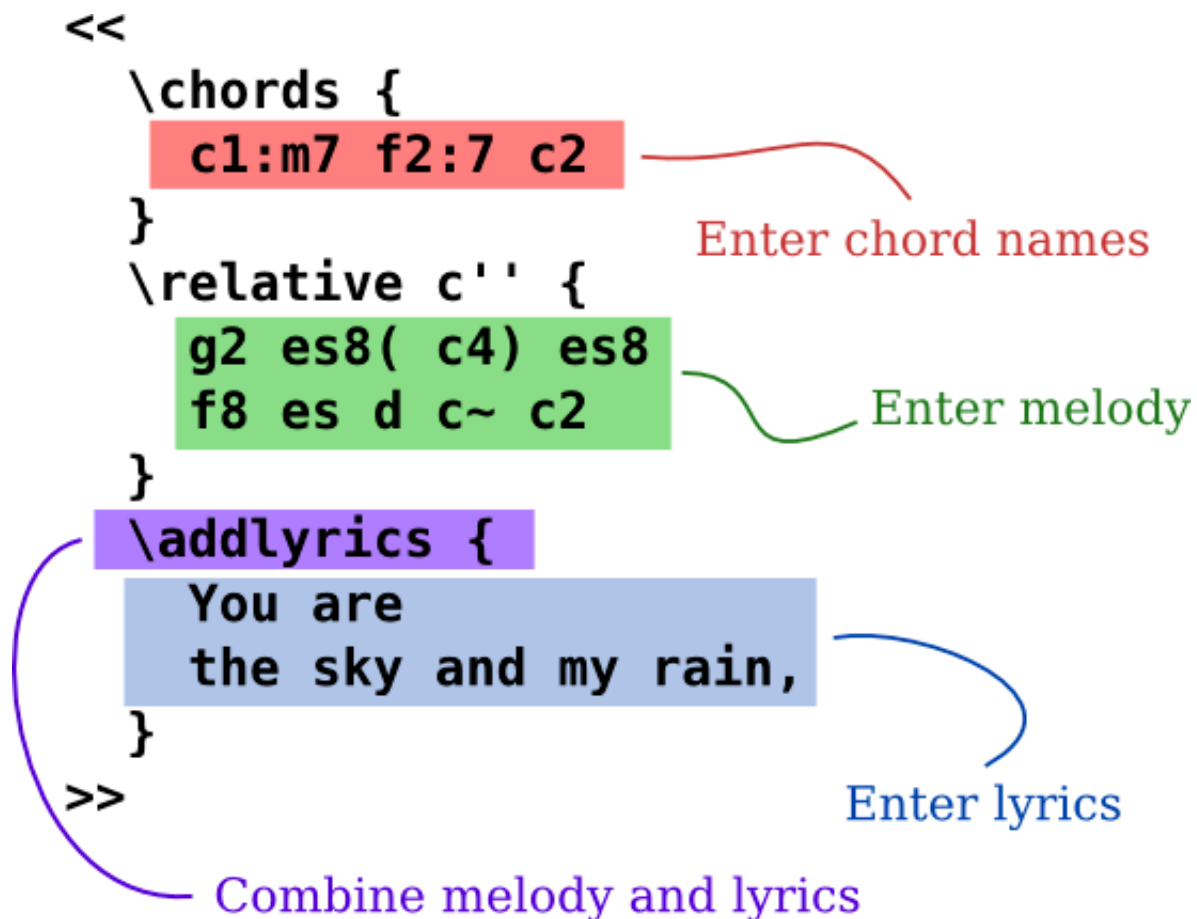 <<
\chords {
c1:m7 f2:7 c2
}
Enter chord names
\relative c'' {
g2 es8( c4) es8
f8 es d c~ c2
Enter melody
}
\addlyrics {
You are
the sky and my rain,
}
>>
Enter lyrics
Combine melody and lyrics